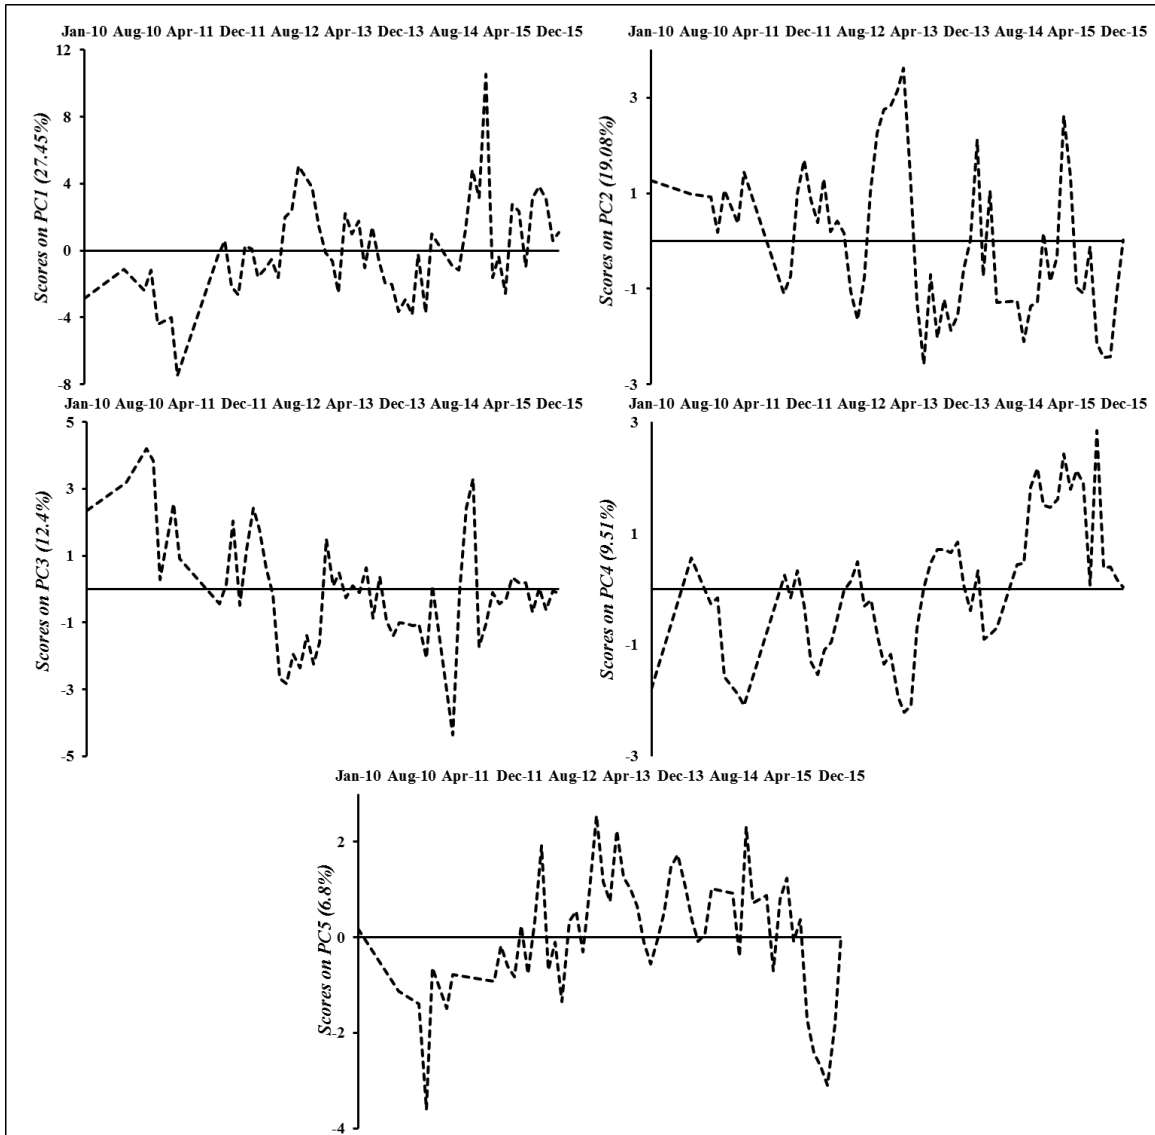 Jan-10 Aug-10 Apr-11 Dec-11 Aug-12 Apr-13 Dec-13 Aug-14 Apr-15 Dec-15
12
8
4
0
-4
-8
Scores on PC1 (27.45%)
Jan-10 Aug-10 Apr-11 Dec-11 Aug-12 Apr-13 Dec-13 Aug-14 Apr-15 Dec-15
3
1
-1
-3
Scores on PC2 (19.08%)
Jan-10 Aug-10 Apr-11 Dec-11 Aug-12 Apr-13 Dec-13 Aug-14 Apr-15 Dec-15
5
3
1
-1
-3
-5
Scores on PC3 (12.4%)
Jan-10 Aug-10 Apr-11 Dec-11 Aug-12 Apr-13 Dec-13 Aug-14 Apr-15 Dec-15
3
1
-1
-3
Scores on PC4 (9.51%)
Jan-10 Aug-10 Apr-11 Dec-11 Aug-12 Apr-13 Dec-13 Aug-14 Apr-15 Dec-15
2
0
-2
-4
Scores on PC5 (6.8%)